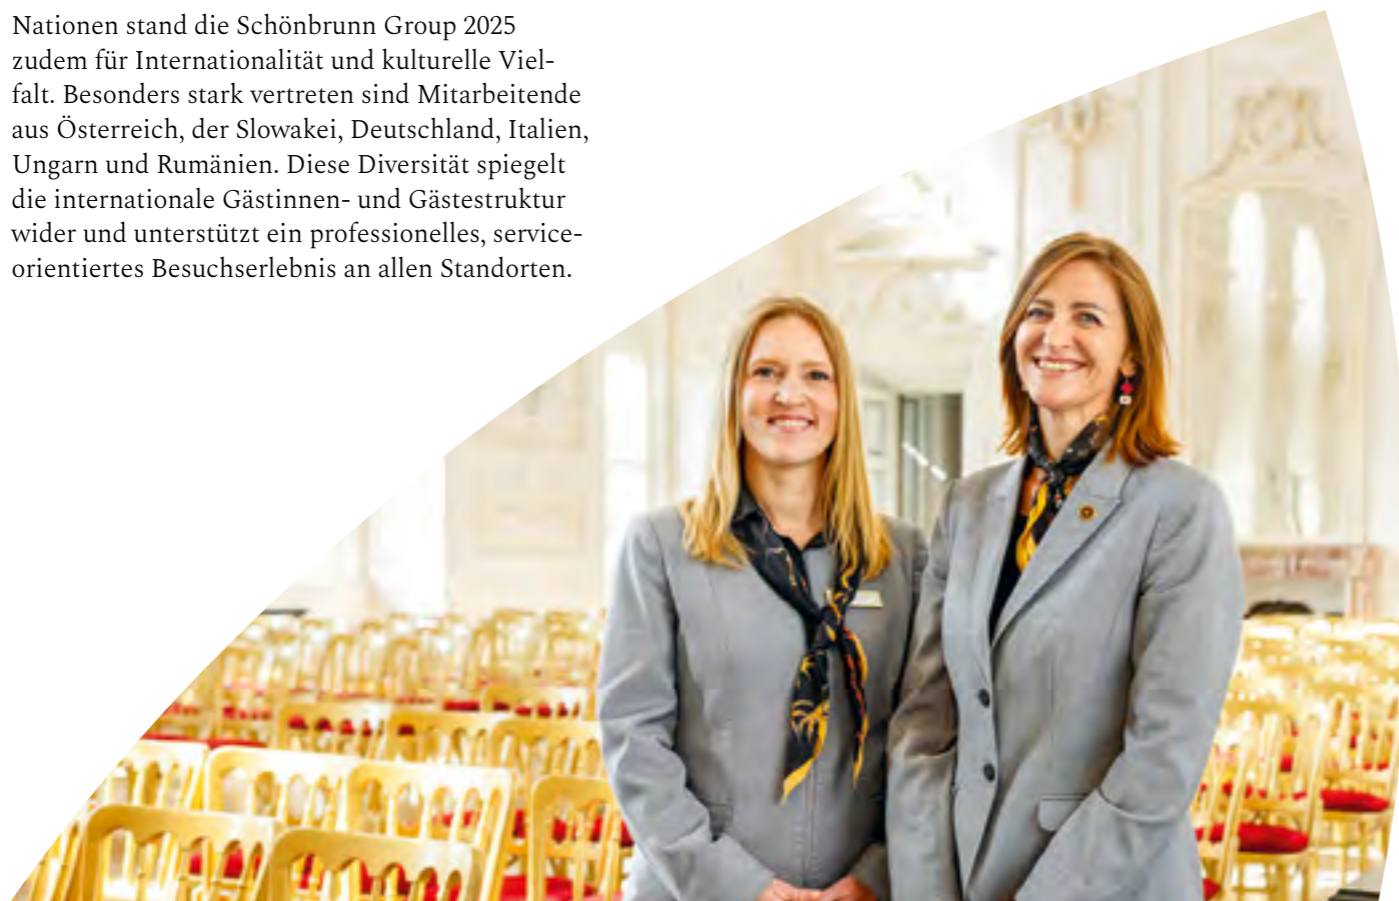 Nationen stand die Schönbrunn Group 2025
zudem für Internationalität und kulturelle Viel-
falt. Besonders stark vertreten sind Mitarbeitende
aus Österreich, der Slowakei, Deutschland, Italien,
Ungarn und Rumänien. Diese Diversität spiegelt
die internationale Gästinnen- und Gästestruktur
wider und unterstützt ein professionelles, service-
orientiertes Besuchserlebnis an allen Standorten.